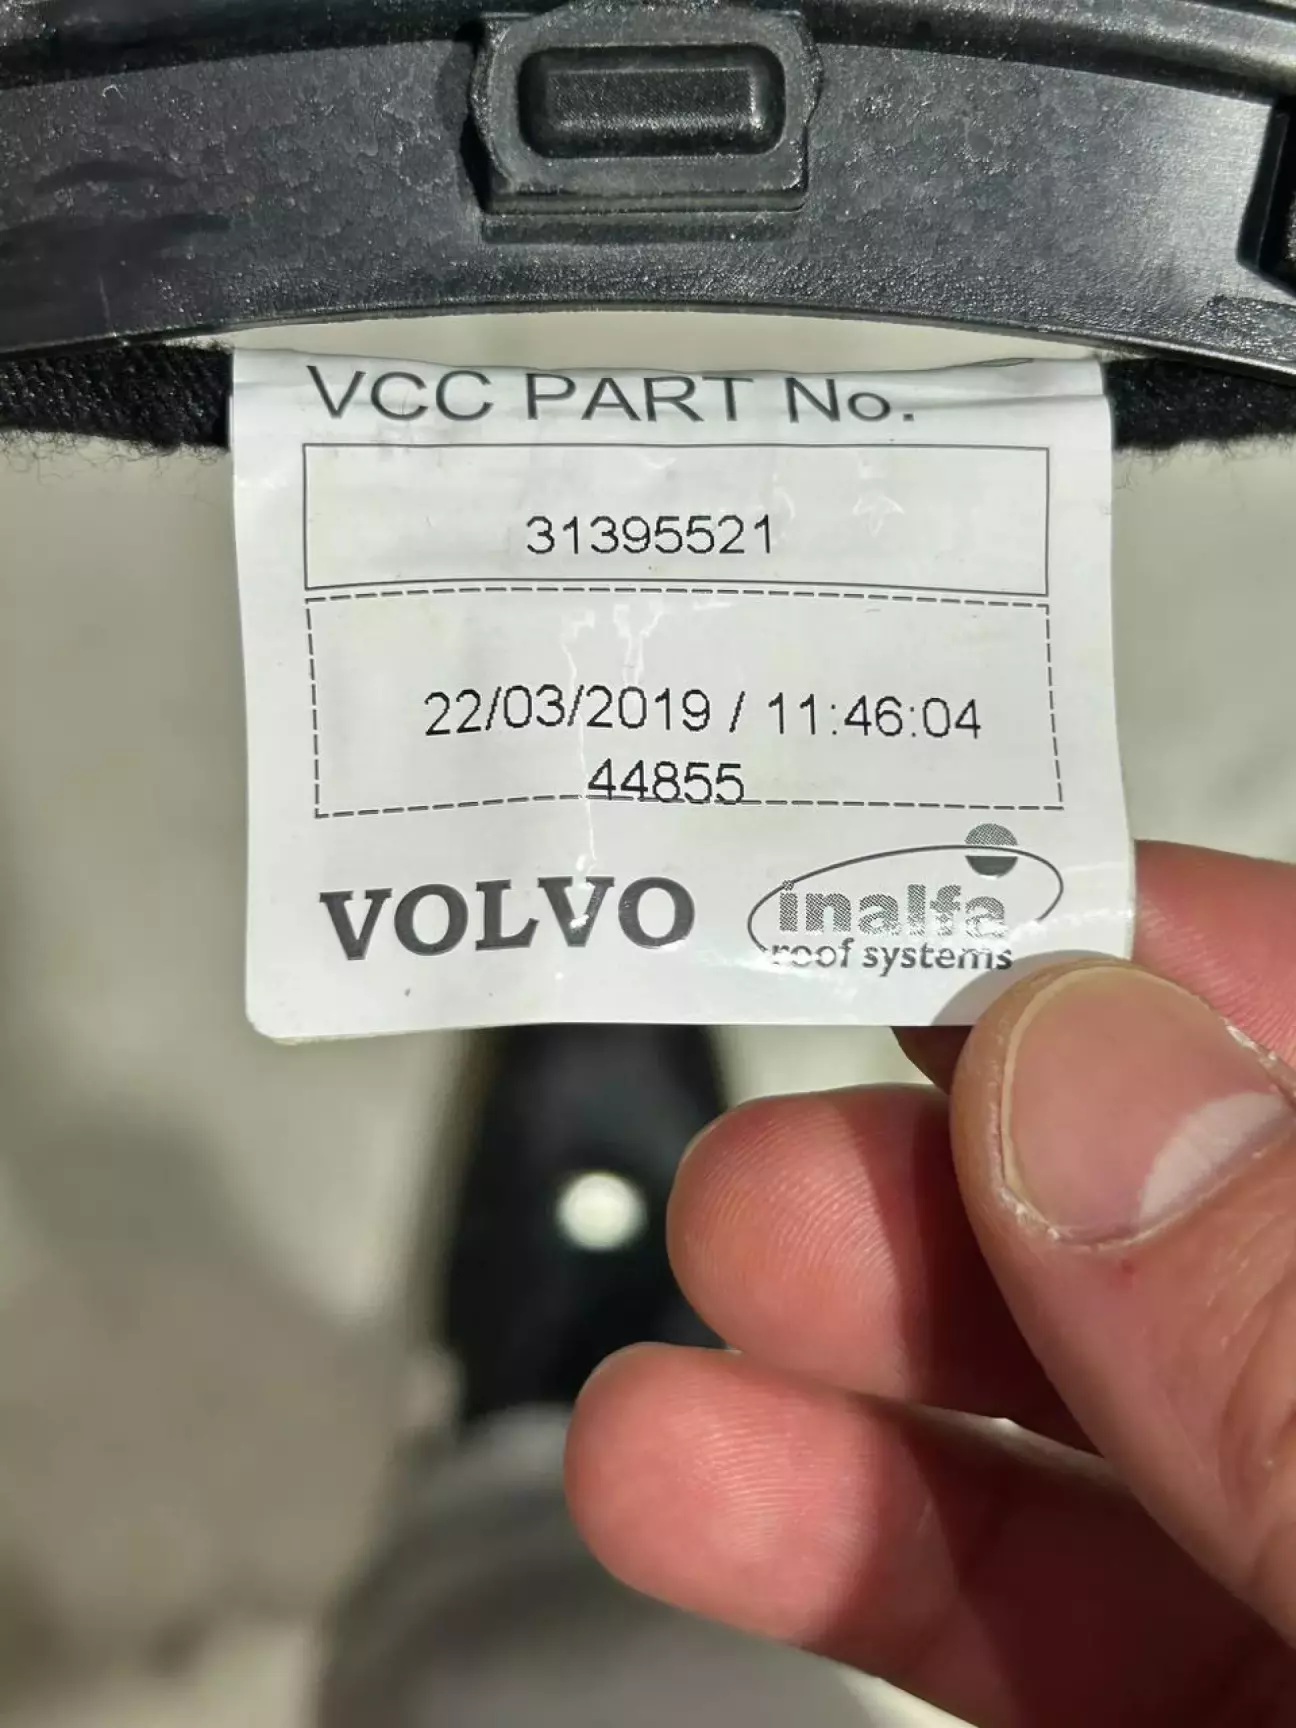 VCC PART No.
31395521
22/03/2019 / 11:46:04
44855
VOLVO
inalfa
roof systems